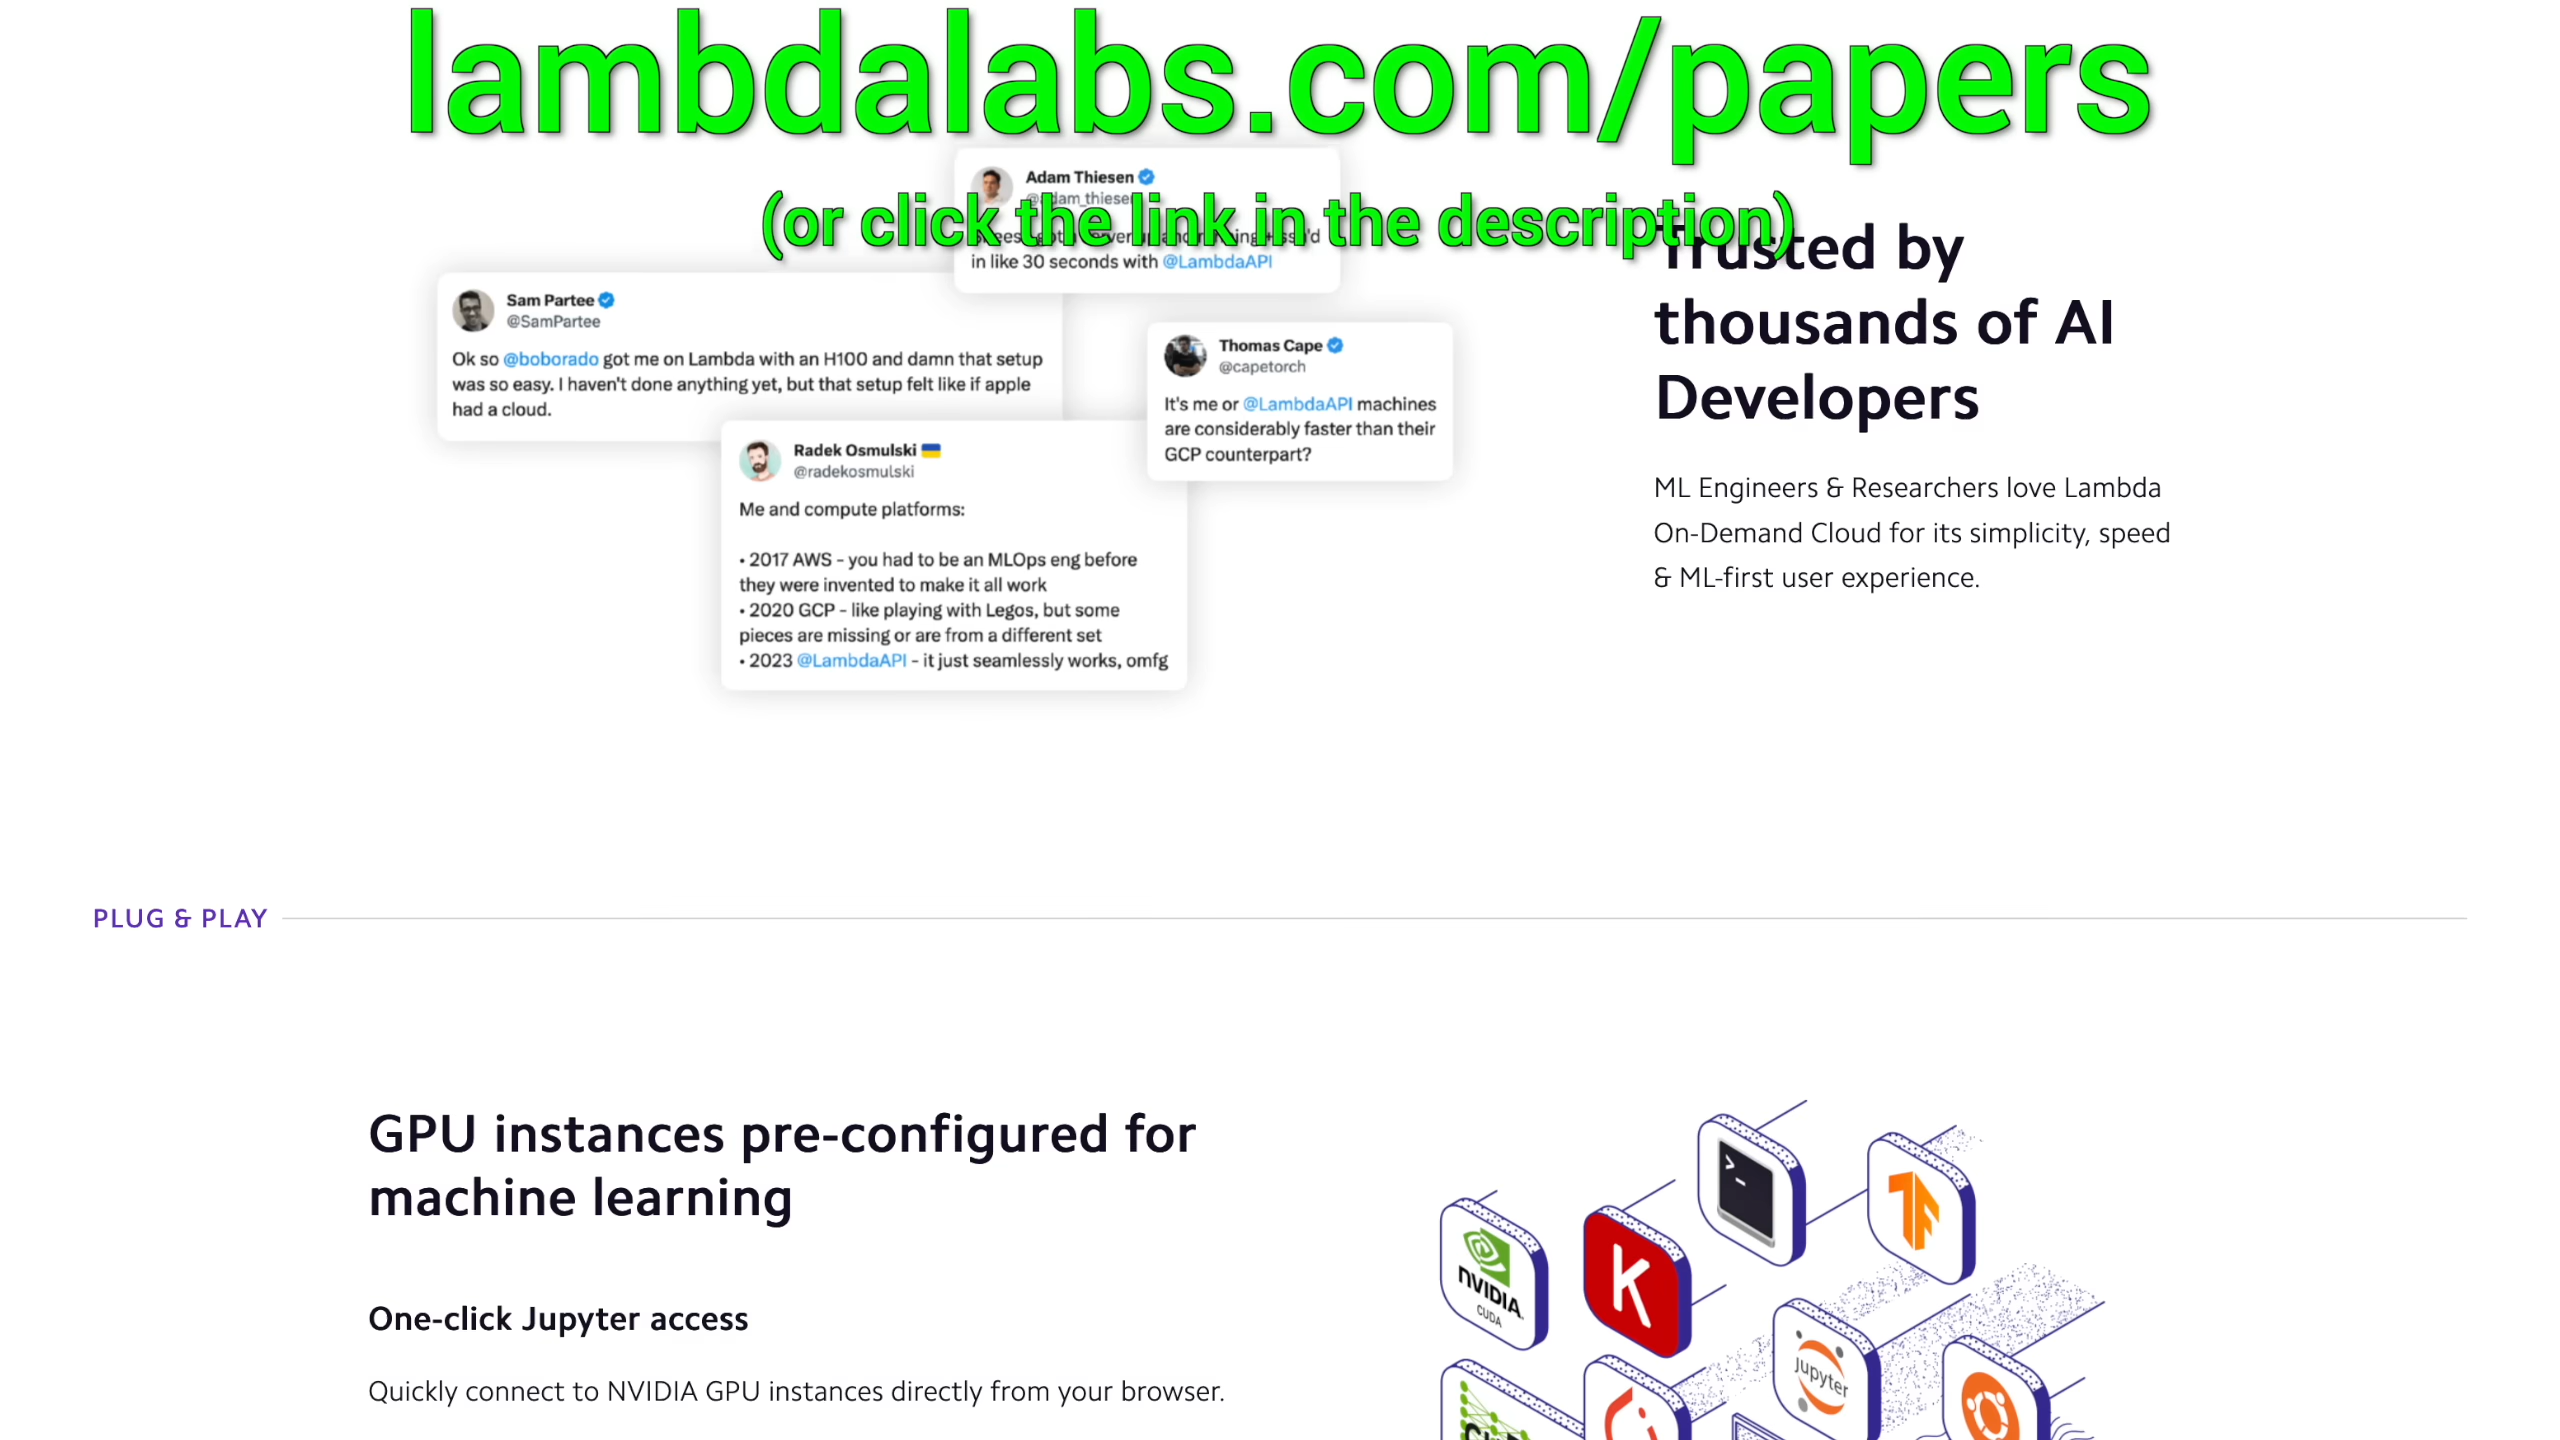 lambdalabs.com/papers
(or click the link in the description)
Adam Thiesen
in like 30 seconds with @LambdaAPI
Sam Partee
@SamPartee
Ok so @boborado got me on Lambda with an H100 and damn that setup
was so easy. I haven't done anything yet, but that setup felt like if apple
had a cloud.
Thomas Cape
@capetorch
It's me or @LambdaAPI machines
are considerably faster than their
GCP counterpart?
Radek Osmulski
@radekosmulski
Me and compute platforms:
• 2017 AWS - you had to be an MLOps eng before
they were invented to make it all work
• 2020 GCP - like playing with Legos, but some
pieces are missing or are from a different set
• 2023 @LambdaAPI - it just seamlessly works, omfg
Trusted by
thousands of AI
Developers
ML Engineers & Researchers love Lambda
On-Demand Cloud for its simplicity, speed
& ML-first user experience.
PLUG & PLAY
GPU instances pre-configured for
machine learning
One-click Jupyter access
Quickly connect to NVIDIA GPU instances directly from your browser.
>_
TF
NVIDIA
CUDA
K
Jupyter